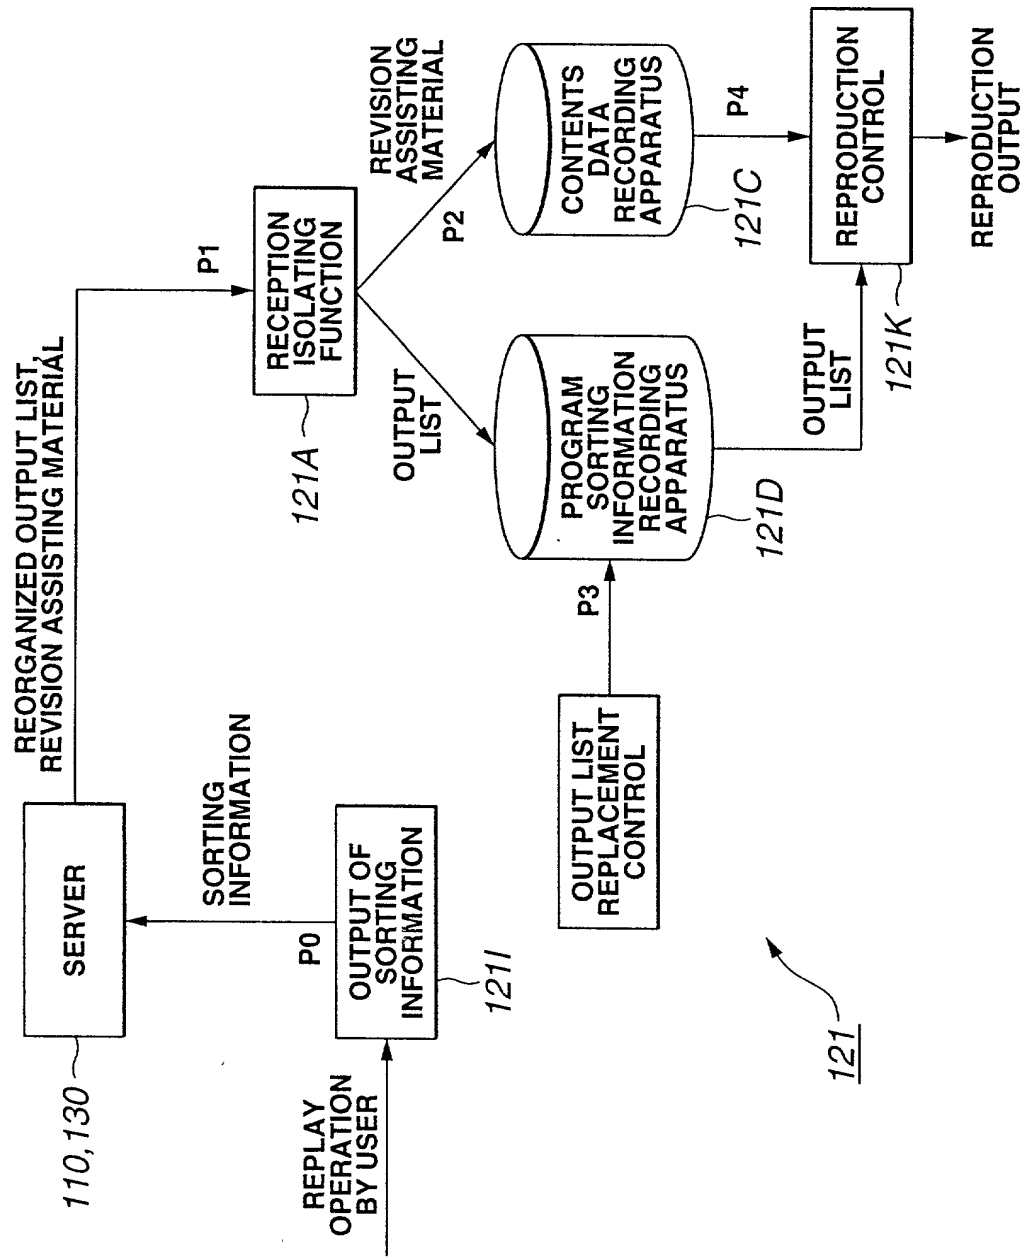 REPLAY
OPERATION
BY USER
110,130
SERVER
P0
SORTING
INFORMATION
OUTPUT OF
SORTING
INFORMATION
121I
REORGANIZED OUTPUT LIST,
REVISION ASSISTING MATERIAL
P1
RECEPTION
ISOLATING
FUNCTION
121A
OUTPUT
LIST
P2
REVISION
ASSISTING
MATERIAL
OUTPUT LIST
REPLACEMENT
CONTROL
P3
PROGRAM
SORTING
INFORMATION
RECORDING
APPARATUS
121D
CONTENTS
DATA
RECORDING
APPARATUS
121C
P4
OUTPUT
LIST
REPRODUCTION
CONTROL
121K
REPRODUCTION
OUTPUT
121